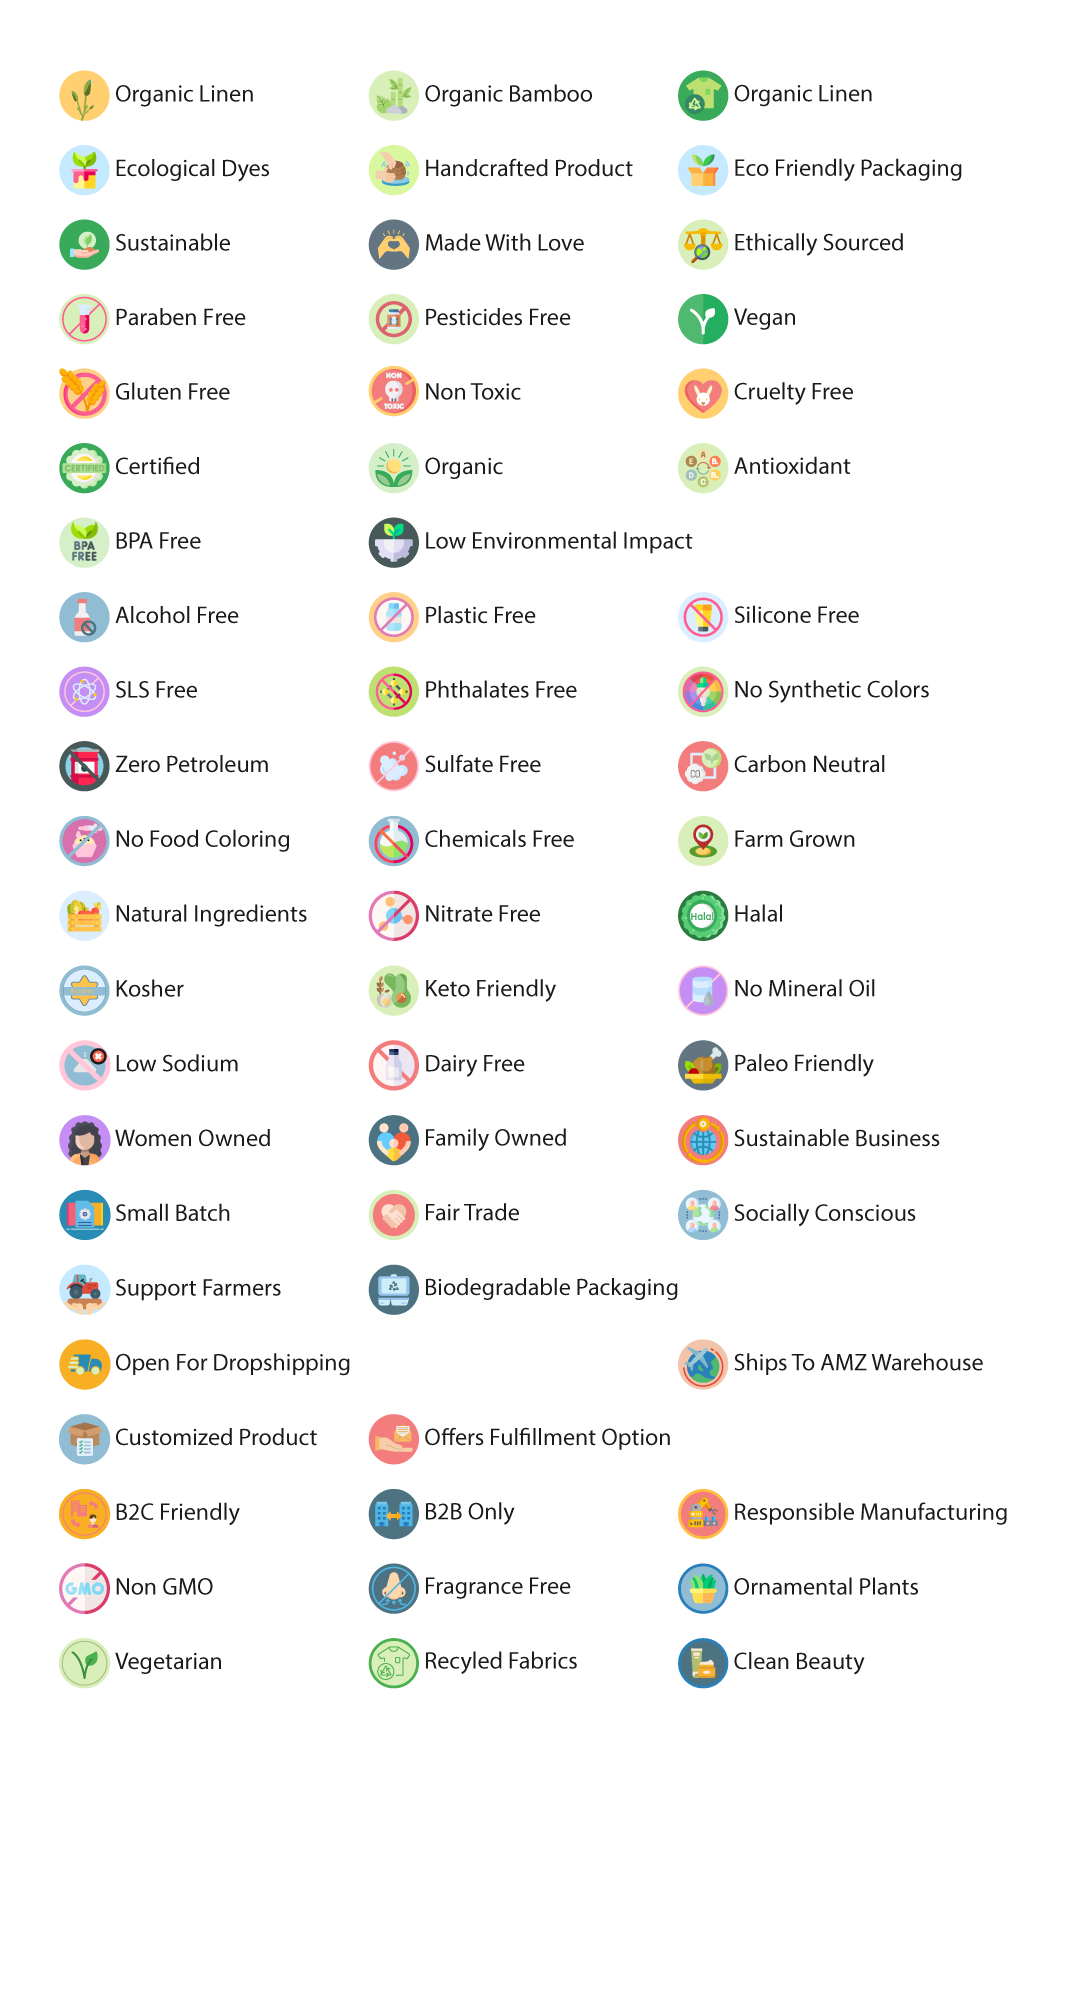 Organic Linen
Organic Bamboo
Organic Linen
Ecological Dyes
Handcrafted Product
Eco Friendly Packaging
Sustainable
Made With Love
Ethically Sourced
Paraben Free
Pesticides Free
Vegan
Gluten Free
NON
TOXIC
Non Toxic
Cruelty Free
CERTIFIED
Certified
Organic
Antioxidant
BPA
FREE
BPA Free
Low Environmental Impact
Alcohol Free
Plastic Free
Silicone Free
SLS Free
Phthalates Free
No Synthetic Colors
Zero Petroleum
Sulfate Free
Carbon Neutral
No Food Coloring
Chemicals Free
Farm Grown
Natural Ingredients
Nitrate Free
Halal
Halal
Kosher
Keto Friendly
No Mineral Oil
Low Sodium
Dairy Free
Paleo Friendly
Women Owned
Family Owned
Sustainable Business
Small Batch
Fair Trade
Socially Conscious
Support Farmers
Biodegradable Packaging
Open For Dropshipping
Ships To AMZ Warehouse
Customized Product
Offers Fulfillment Option
B2C Friendly
B2B Only
Responsible Manufacturing
GMO
Non GMO
Fragrance Free
Ornamental Plants
Vegetarian
Recyled Fabrics
Clean Beauty